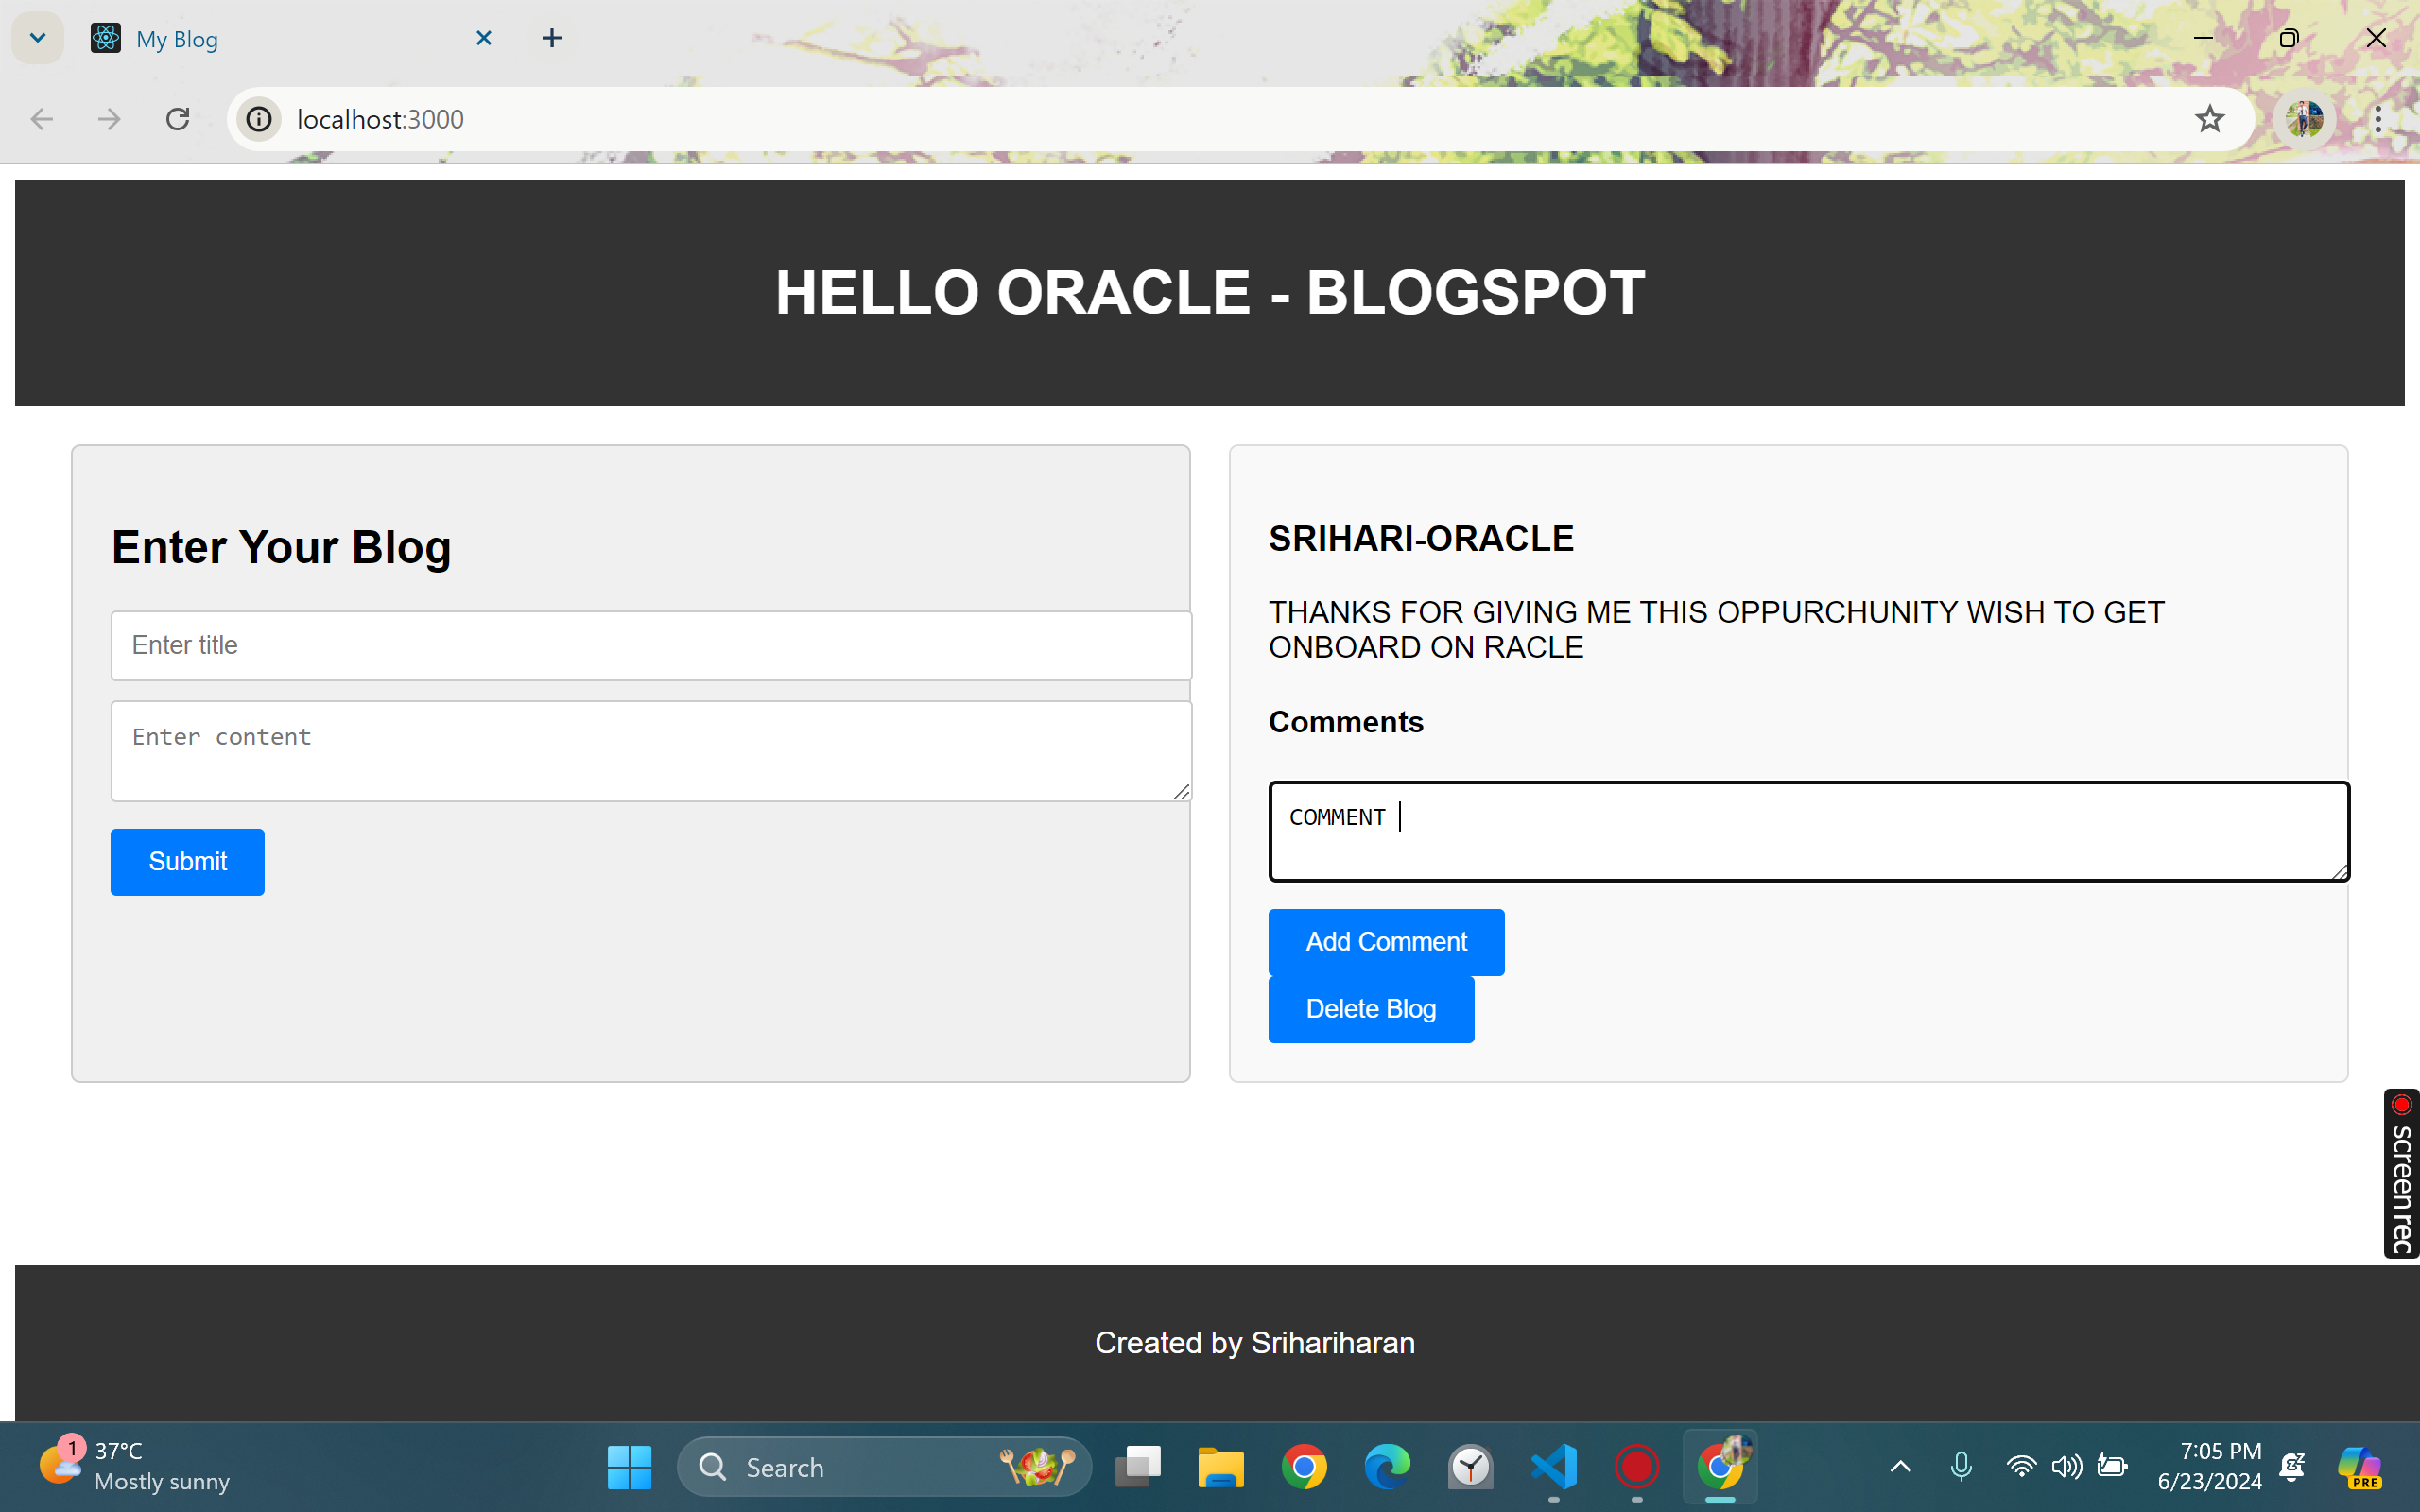 My Blog
localhost:3000
HELLO ORACLE - BLOGSPOT
Enter Your Blog
Enter title
Enter content
Submit
SRIHARI-ORACLE
THANKS FOR GIVING ME THIS OPPURCHUNITY WISH TO GET
ONBOARD ON RACLE
Comments
COMMENT
Add Comment
Delete Blog
screenrec
Created by Srihariharan
1
37°C
Mostly sunny
Search
7:05 PM
6/23/2024
PRE